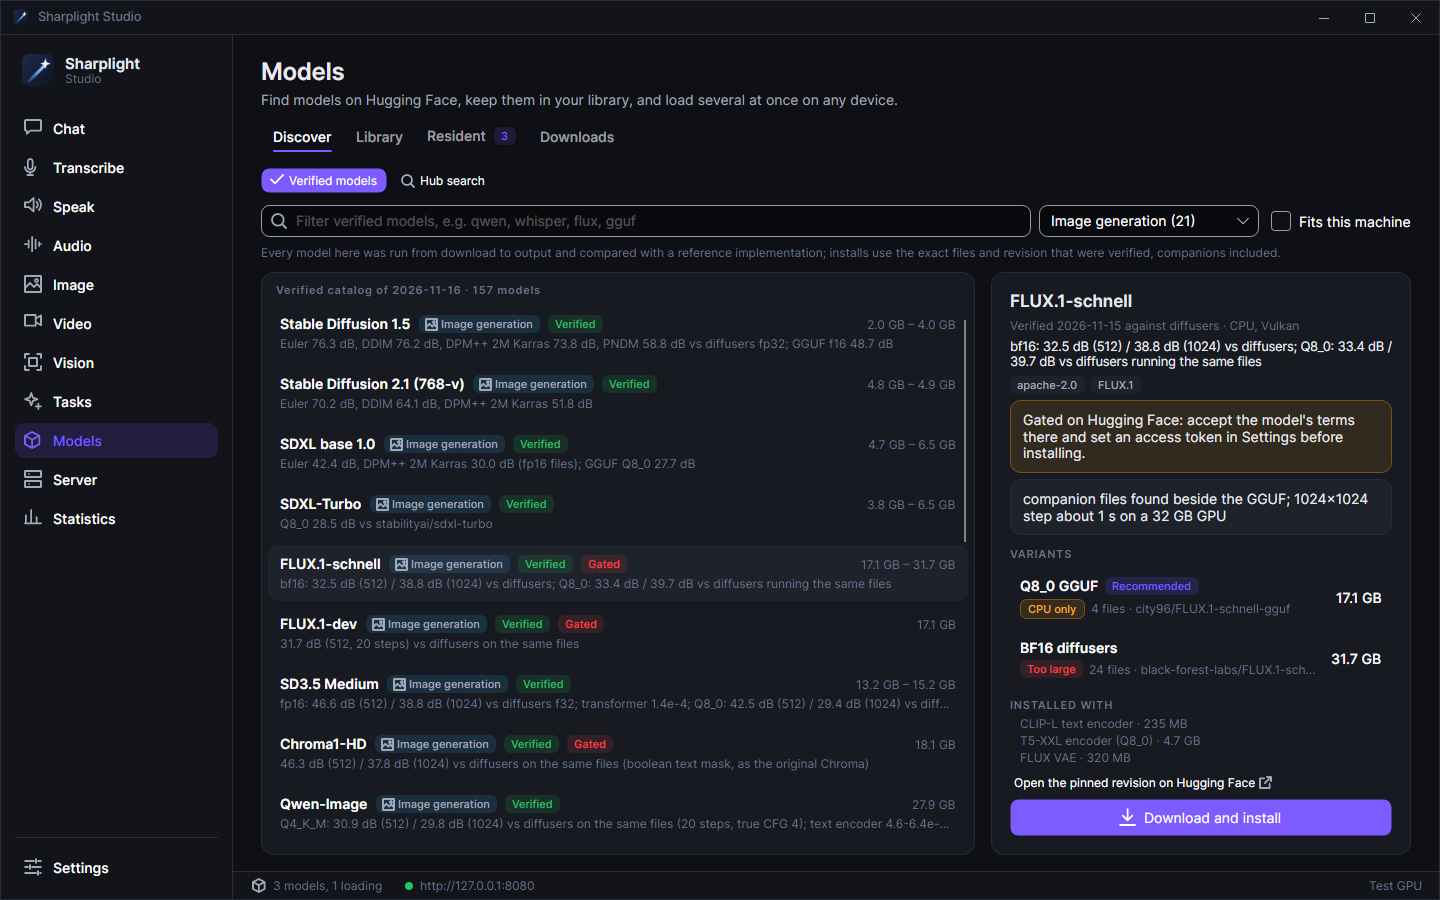 Sharplight Studio
Sharplight
Studio
Chat
Transcribe
Speak
Audio
Image
Video
Vision
Tasks
Models
Server
Statistics
Settings
Models
Find models on Hugging Face, keep them in your library, and load several at once on any device.
Discover Library Resident 3 Downloads
Verified models Hub search
Filter verified models, e.g. qwen, whisper, flux, gguf
Image generation (21)
Fits this machine
Every model here was run from download to output and compared with a reference implementation; installs use the exact files and revision that were verified, companions included.
Verified catalog of 2026-11-16 · 157 models
Stable Diffusion 1.5 Image generation Verified 2.0 GB – 4.0 GB
Euler 76.3 dB, DDIM 76.2 dB, DPM++ 2M Karras 73.8 dB, PNDM 58.8 dB vs diffusers fp32; GGUF f16 48.7 dB
Stable Diffusion 2.1 (768-v) Image generation Verified 4.8 GB – 4.9 GB
Euler 70.2 dB, DDIM 64.1 dB, DPM++ 2M Karras 51.8 dB
SDXL base 1.0 Image generation Verified 4.7 GB – 6.5 GB
Euler 42.4 dB, DPM++ 2M Karras 30.0 dB (fp16 files); GGUF Q8_0 27.7 dB
SDXL-Turbo Image generation Verified 3.8 GB – 6.5 GB
Q8_0 28.5 dB vs stabilityai/sdxl-turbo
FLUX.1-schnell Image generation Verified Gated 17.1 GB – 31.7 GB
bf16: 32.5 dB (512) / 38.8 dB (1024) vs diffusers; Q8_0: 33.4 dB / 39.7 dB vs diffusers running the same files
FLUX.1-dev Image generation Verified Gated 17.1 GB
31.7 dB (512, 20 steps) vs diffusers on the same files
SD3.5 Medium Image generation Verified 13.2 GB – 15.2 GB
fp16: 46.6 dB (512) / 38.8 dB (1024) vs diffusers f32; transformer 1.4e-4; Q8_0: 42.5 dB (512) / 29.4 dB (1024) vs diff...
Chroma1-HD Image generation Verified Gated 18.1 GB
46.3 dB (512) / 37.8 dB (1024) vs diffusers on the same files (boolean text mask, as the original Chroma)
Qwen-Image Image generation Verified 27.9 GB
Q4_K_M: 30.9 dB (512) / 29.8 dB (1024) vs diffusers on the same files (20 steps, true CFG 4); text encoder 4.6-6.4e-...
FLUX.1-schnell
Verified 2026-11-15 against diffusers · CPU, Vulkan
bf16: 32.5 dB (512) / 38.8 dB (1024) vs diffusers; Q8_0: 33.4 dB /
39.7 dB vs diffusers running the same files
apache-2.0 FLUX.1
Gated on Hugging Face: accept the model's terms
there and set an access token in Settings before
installing.
companion files found beside the GGUF; 1024×1024
step about 1 s on a 32 GB GPU
VARIANTS
Q8_0 GGUF Recommended 17.1 GB
CPU only 4 files · city96/FLUX.1-schnell-gguf
BF16 diffusers 31.7 GB
Too large 24 files · black-forest-labs/FLUX.1-sch...
INSTALLED WITH
CLIP-L text encoder · 235 MB
T5-XXL encoder (Q8_0) · 4.7 GB
FLUX VAE · 320 MB
Open the pinned revision on Hugging Face
Download and install
3 models, 1 loading http://127.0.0.1:8080 Test GPU